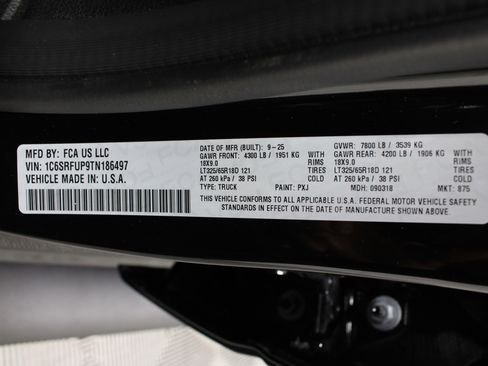 MFD BY: FCA US LLC
VIN: 1C6SRFUP9TN186497
VEHICLE MADE IN: U.S.A.
DATE OF MFR (BUILT): 9-25 GVWR: 7800 LB / 3539 KG
GAWR FRONT: 4300 LB / 1951 KG WITH GAWR REAR: 4200 LB / 1906 KG WITH
18X9.0 RIMS 18X9.0 RIMS
LT325/65R18D 121 TIRES LT325/65R18D 121 TIRES
AT 260 kPa / 38 PSI COLD AT 260 kPa / 38 PSI COLD
TYPE: TRUCK PAINT: PXJ MDH: 090318 MKT: 875
THIS VEHICLE CONFORMS TO ALL APPLICABLE U.S.A. FEDERAL MOTOR VEHICLE SAFETY
STANDARDS IN EFFECT ON THE DATE OF MANUFACTURE SHOWN ABOVE.